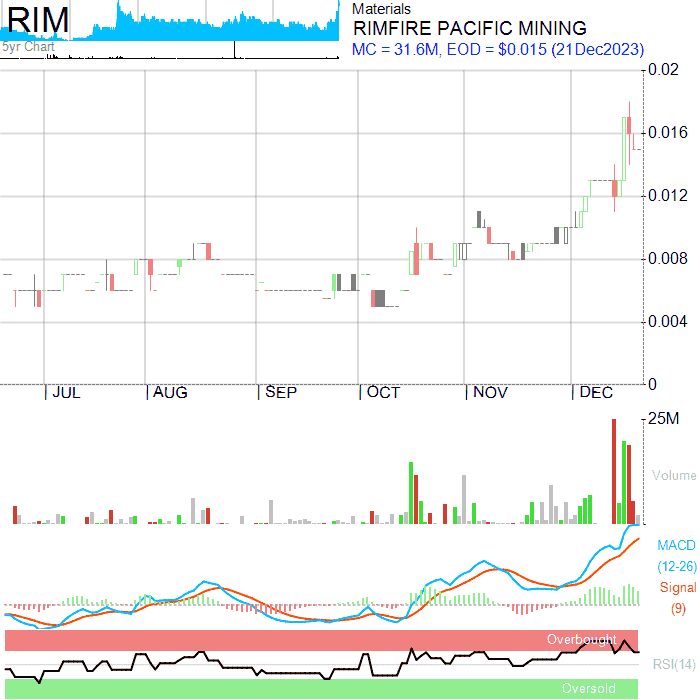 RIM
5yr Chart
Materials
RIMFIRE PACIFIC MINING
MC = 31.6M, EOD = $0.015 (21Dec2023)
0.02
0.016
0.012
0.008
0.004
0
JUL AUG SEP OCT NOV DEC
25M
Volume
MACD
(12-26)
Signal
(9)
Overbought
RSI(14)
Oversold